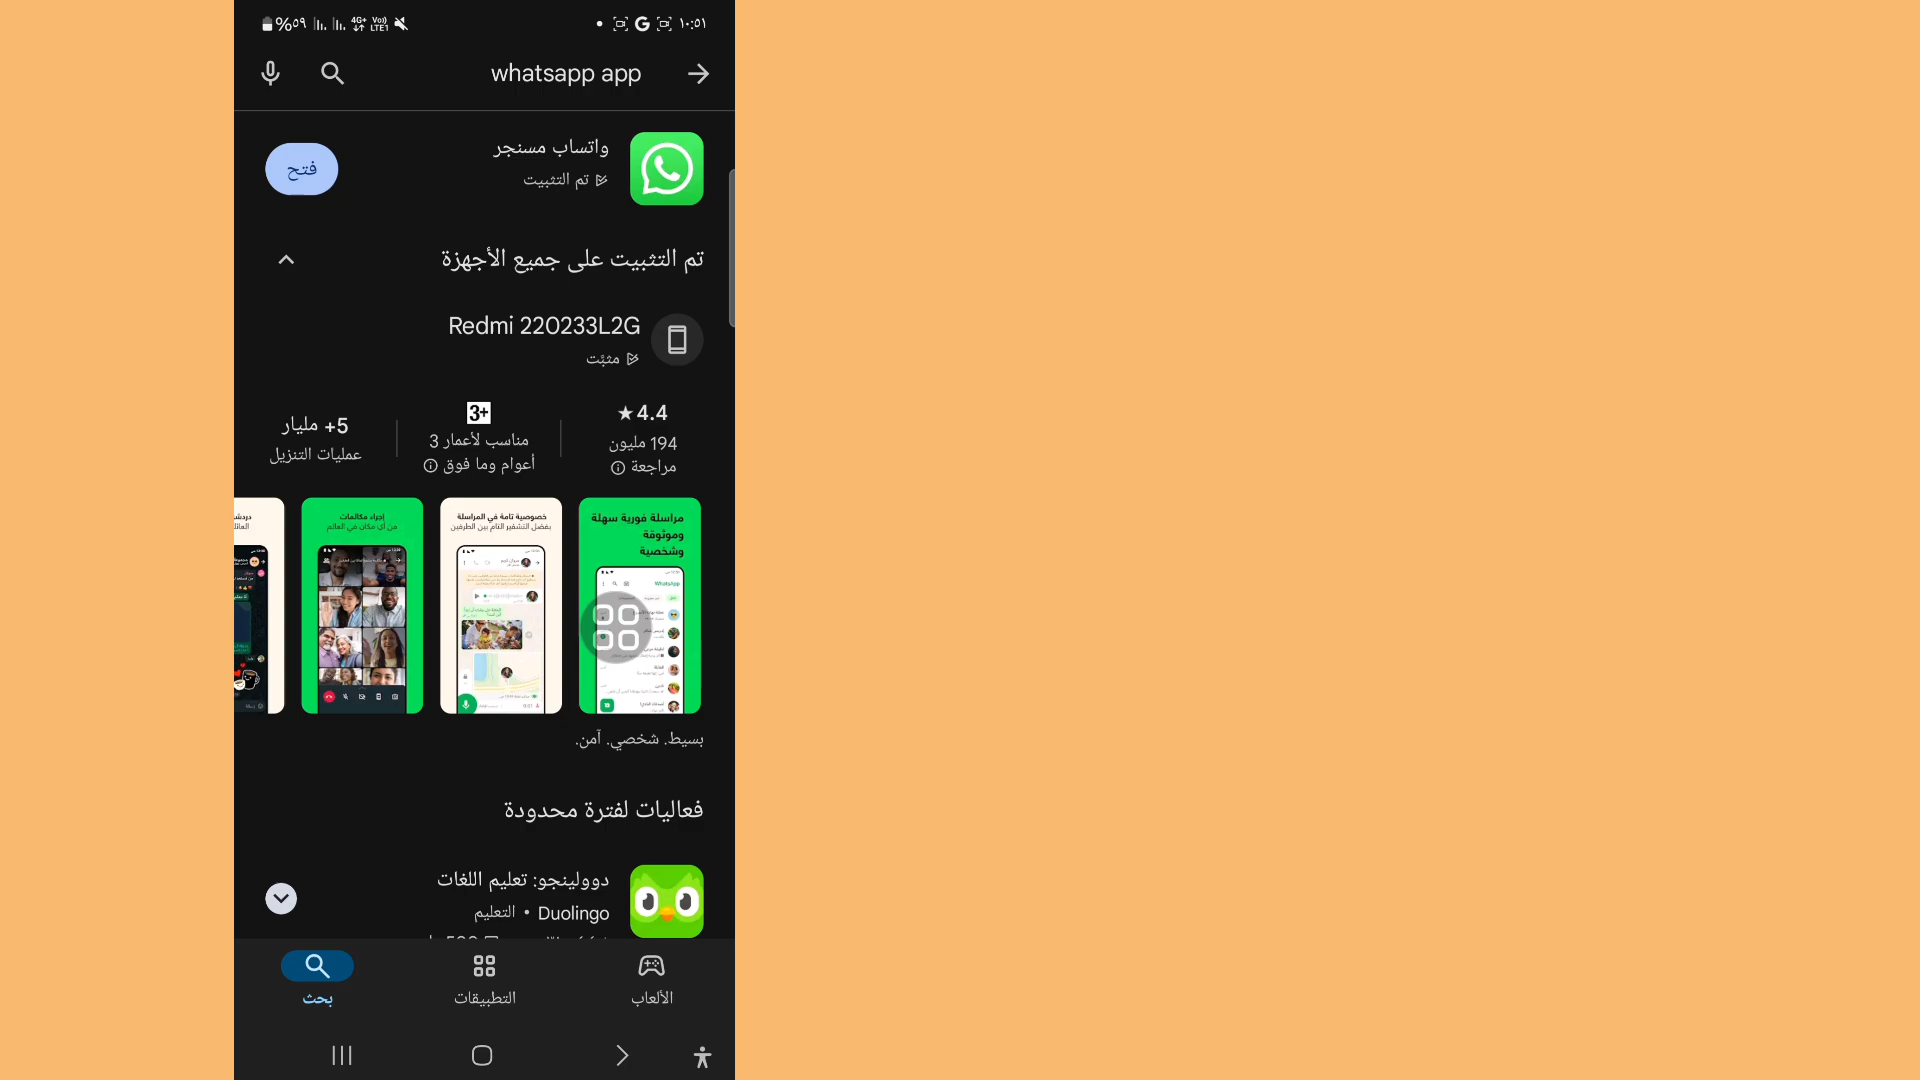 %٥٩ 4G+ Vo) LTE1 G ١٠:٥١
whatsapp app
واتساب مسنجر
تم التثبيت
فتح
تم التثبيت على جميع الأجهزة
Redmi 220233L2G
مثبَّت
4.4★
194 مليون
مراجعة
3+
مناسب لأعمار 3
أعوام وما فوق
5+ مليار
عمليات التنزيل
مراسلة فورية سهلة
وموثوقة
وشخصية
WhatsApp
خصوصية تامة في المراسلة
بفضل التشفير التام بين الطرفين
إجراء مكالمات
من أي مكان في العالم
بسيط. شخصي. آمن.
فعاليات لفترة محدودة
دوولينجو: تعليم اللغات
Duolingo • التعليم
الألعاب
التطبيقات
بحث